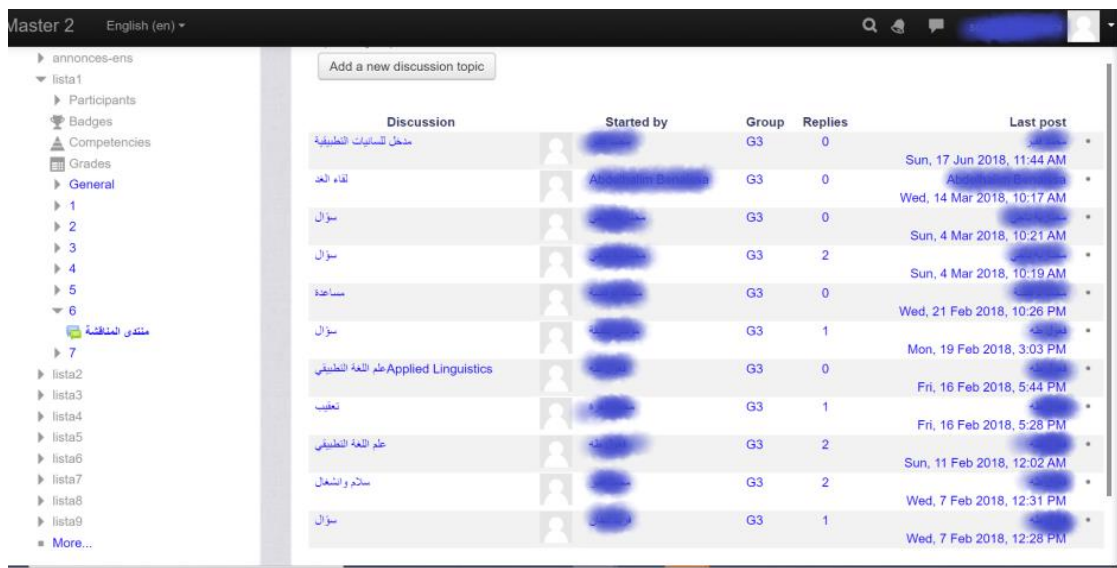 Master 2 English (en)
annonces-ens
lista1
Participants
Badges
Competencies
Grades
General
1
2
3
4
5
6
منتدى المناقشة
7
lista2
lista3
lista4
lista5
lista6
lista7
lista8
lista9
More...
Add a new discussion topic
Discussion Started by Group Replies Last post
مدخل للسانيات التطبيقية G3 0
Sun, 17 Jun 2018, 11:44 AM
لقاء الغد G3 0
Wed, 14 Mar 2018, 10:17 AM
سؤال G3 0
Sun, 4 Mar 2018, 10:21 AM
سؤال G3 2
Sun, 4 Mar 2018, 10:19 AM
مساعدة G3 0
Wed, 21 Feb 2018, 10:26 PM
سؤال G3 1
Mon, 19 Feb 2018, 3:03 PM
علم اللغة التطبيقي Applied Linguistics G3 0
Fri, 16 Feb 2018, 5:44 PM
تعقيب G3 1
Fri, 16 Feb 2018, 5:28 PM
علم اللغة التطبيقي G3 2
Sun, 11 Feb 2018, 12:02 AM
سلام وانشغال G3 2
Wed, 7 Feb 2018, 12:31 PM
سؤال G3 1
Wed, 7 Feb 2018, 12:28 PM